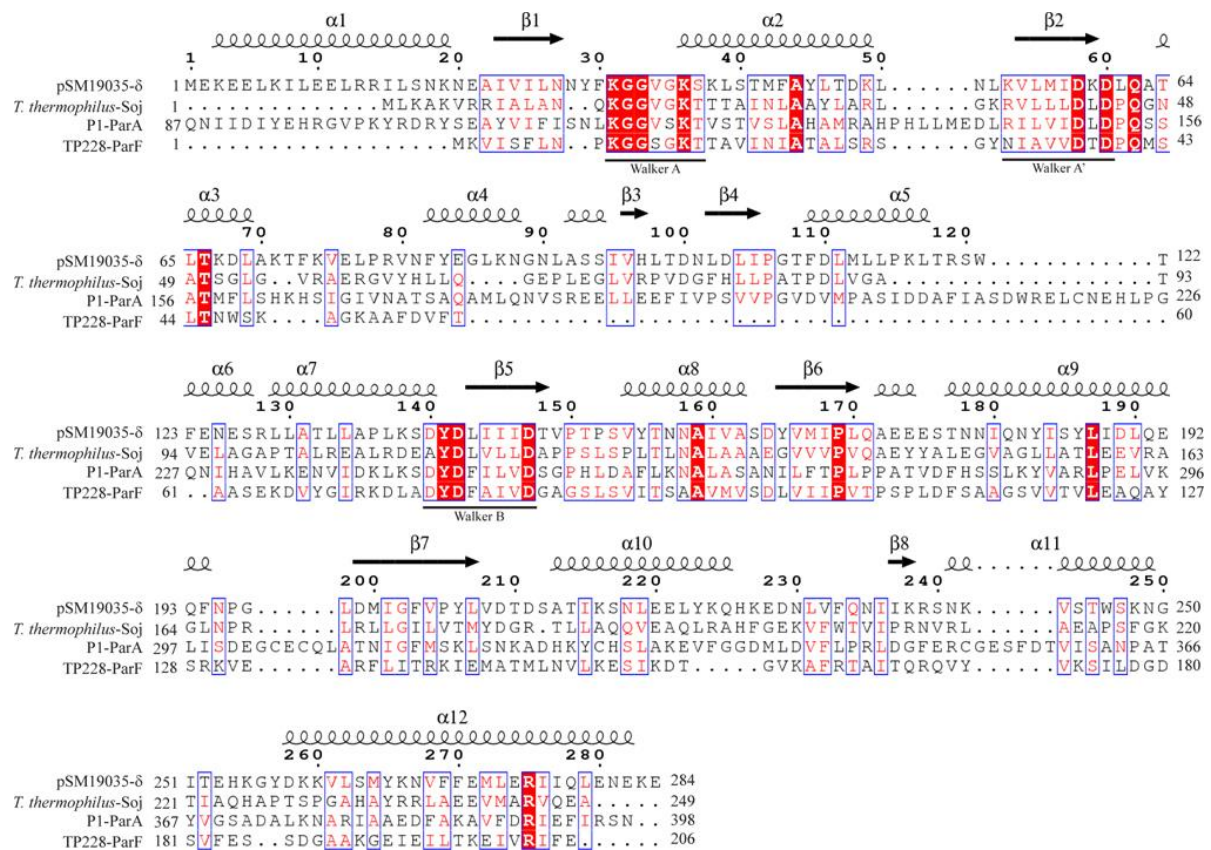 α1 β1 α2 β2
1 10 20 30 40 50 60
pSM19035-δ 1 MEKEELKILEELRRILSNKNEAIVILNNYFKGGVGKSKLSTMFAYLTDKL......NLKVLMIDKDLQAT 64
T. thermophilus-Soj 1 ..............MLKAKVRRIALAN..QKGGVGKTTTAINLAAYLARL......GKRVLLLDLDPQGN 48
P1-ParA 87 QNIIDIYEHRGVPKYRDRYSEAYVIFISNLKGGVSKTVSTVSLAHAMRAHPHLLMEDLRILVIDLDPQSS 156
TP228-ParF 1 ...................MKVISFLN..PKGGSGKTTAVINIATALSRS......GYNIAVVDTDPQMS 43
Walker A Walker A'
α3 α4 β3 β4 α5
70 80 90 100 110 120
pSM19035-δ 65 LTKDLAKTFKVELPRVNFYEGLKNGNLASSIVHLTDNLDLIPGTFDLMLLPKLTRSW............T 122
T. thermophilus-Soj 49 ATSGLG..VRAERGVYHLLQ....GEPLEGLVRPVDGFHLLPATPDLVGA...................T 93
P1-ParA 156 ATMFLSHKHSIGIVNATSAQAMLQNVSREELLEEFIVPSVVPGVDVMPASIDDAFIASDWRELCNEHLPG 226
TP228-ParF 44 LTNWSK....AGKAAFDVFT.................................................. 60
α6 α7 β5 α8 β6 α9
130 140 150 160 170 180 190
pSM19035-δ 123 FENESRLLATLLAPLKSDYDLIIIDTVPTPSVYTNNAIVASDYVMIPLQAEEESTNNIQNYISYLIDLQE 192
T. thermophilus-Soj 94 VELAGAPTALREALRDEAYDLVLLDAPPSLSPLTLNALAAAEGVVVPVQAEYYALEGVAGLLATLEEVRA 163
P1-ParA 227 QNIHAVLKENVIDKLKSDYDFILVDSGPHLDAFLKNALASANILFTPLPPATVDFHSSLKYVARLPELVK 296
TP228-ParF 61 ..AASEKDVYGIRKDLADYDFAIVDGAGSLSVITSAAVMVSDLVIIPVTPSPLDFSAAGSVVTVLEAQAY 127
Walker B
β7 α10 β8 α11
200 210 220 230 240 250
pSM19035-δ 193 QFNPG......LDMIGFVPYLVDTDSATIKSNLEELYKQHKEDNLVFQNIIKRSNK......VSTWSKNG 250
T. thermophilus-Soj 164 GLNPR......LRLLGILVTMYDGR.TLLAQQVEAQLRAHFGEKVFWTVIPRNVRL......AEAPSFGK 220
P1-ParA 297 LISDEGCECQLATNIGFMSKLSNKADHKYCHSLAKEVFGGDMLDVFLPRLDGFERCGESFDTVISANPAT 366
TP228-ParF 128 SRKVE......ARFLITRKIEMATMLNVLKESIKDT.....GVKAFRTAITQRQVY......VKSILDGD 180
α12
260 270 280
pSM19035-δ 251 ITEHKGYDKKVLSMYKNVFFEMLERIIQLENEKE 284
T. thermophilus-Soj 221 TIAQHAPTSPGAHAYRRLAEEVMARVQEA..... 249
P1-ParA 367 YVGSADALKNARIAAEDFAKAVFDRIEFIRSN.. 398
TP228-ParF 181 SVFES..SDGAAKGEIEILTKEIVRIFE...... 206